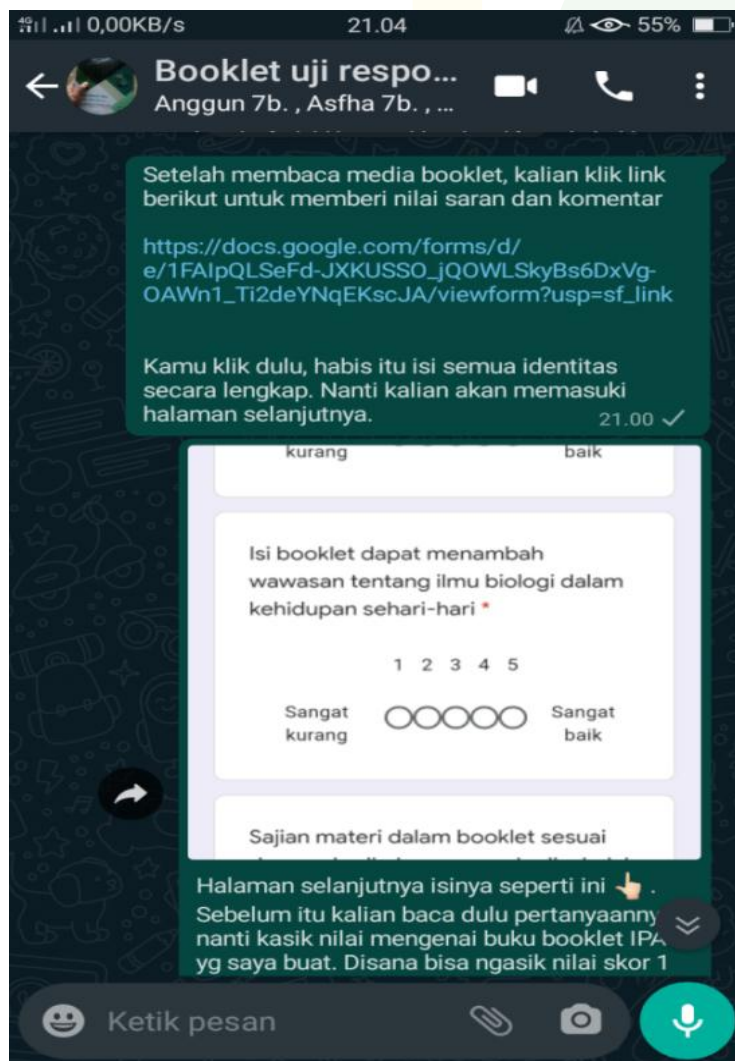 4G 0,00KB/s 21.04 55%
Booklet uji respo...
Anggun 7b. , Asfha 7b. , ...
Setelah membaca media booklet, kalian klik link
berikut untuk memberi nilai saran dan komentar
https://docs.google.com/forms/d/
e/1FAIpQLSeFd-JXKUSSO_jQOWLSkyBs6DxVg-
OAWn1_Ti2deYNqEKscJA/viewform?usp=sf_link
Kamu klik dulu, habis itu isi semua identitas
secara lengkap. Nanti kalian akan memasuki
halaman selanjutnya.
21.00
kurang baik
Isi booklet dapat menambah
wawasan tentang ilmu biologi dalam
kehidupan sehari-hari *
1 2 3 4 5
Sangat Sangat
kurang baik
Sajian materi dalam booklet sesuai
Halaman selanjutnya isinya seperti ini 👆🏻 .
Sebelum itu kalian baca dulu pertanyaanny
nanti kasik nilai mengenai buku booklet IPA
yg saya buat. Disana bisa ngasik nilai skor 1
Ketik pesan